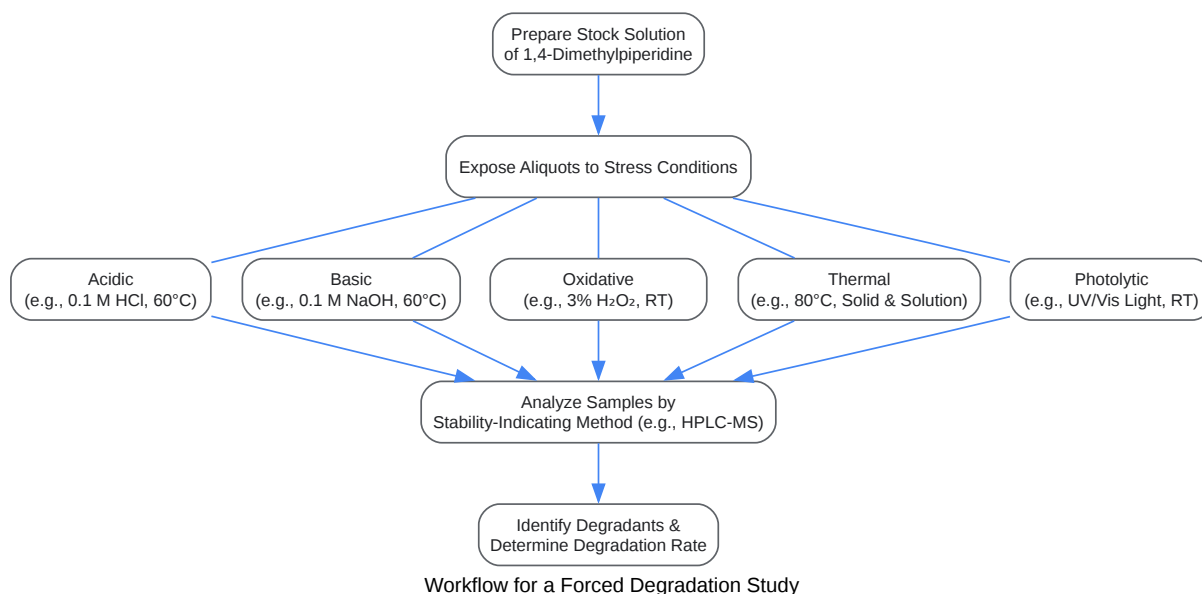 Prepare Stock Solution
of 1,4-Dimethylpiperidine
Expose Aliquots to Stress Conditions
Acidic
(e.g., 0.1 M HCl, 60°C)
Basic
(e.g., 0.1 M NaOH, 60°C)
Oxidative
(e.g., 3% H₂O₂, RT)
Thermal
(e.g., 80°C, Solid & Solution)
Photolytic
(e.g., UV/Vis Light, RT)
Analyze Samples by
Stability-Indicating Method (e.g., HPLC-MS)
Identify Degradants &
Determine Degradation Rate
Workflow for a Forced Degradation Study